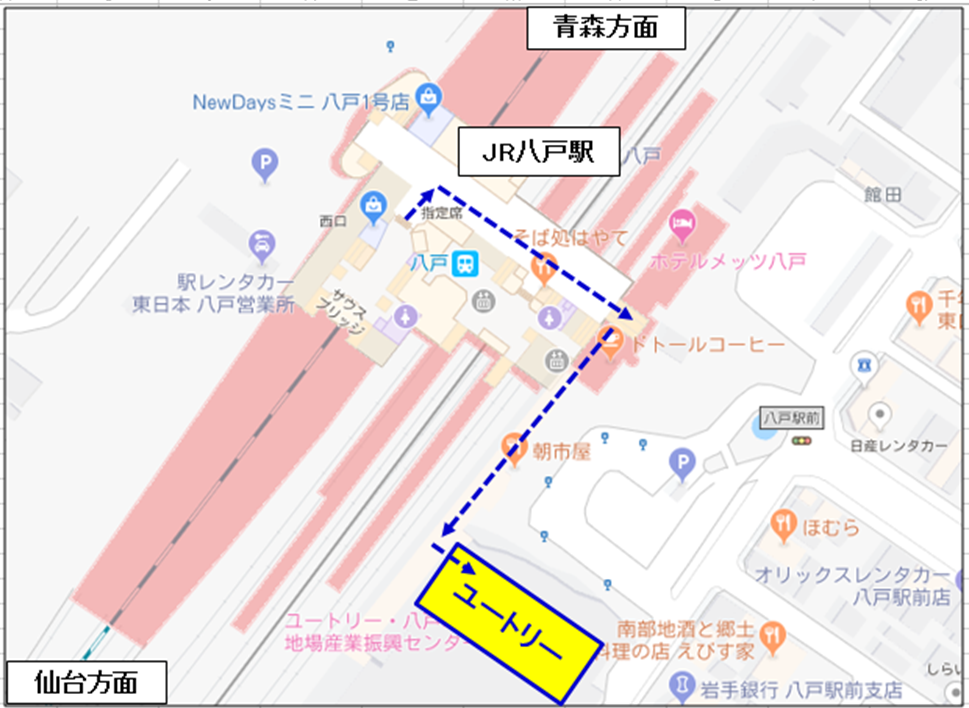 青森方面
NewDaysミニ 八戸1号店
JR八戸駅
八戸
P
館田
西口
指定席
そば処はやて
八戸
ホテルメッツ八戸
駅レンタカー
東日本 八戸営業所
サウス
ブリッジ
千
東
ドトールコーヒー
八戸駅前
日産レンタカー
朝市屋
P
ほむら
オリックスレンタカー
八戸駅前店
ユートリー
ユートリー・八戸
地場産業振興センタ
南部地酒と郷土
料理の店 えびす家
しらい
仙台方面
岩手銀行 八戸駅前支店